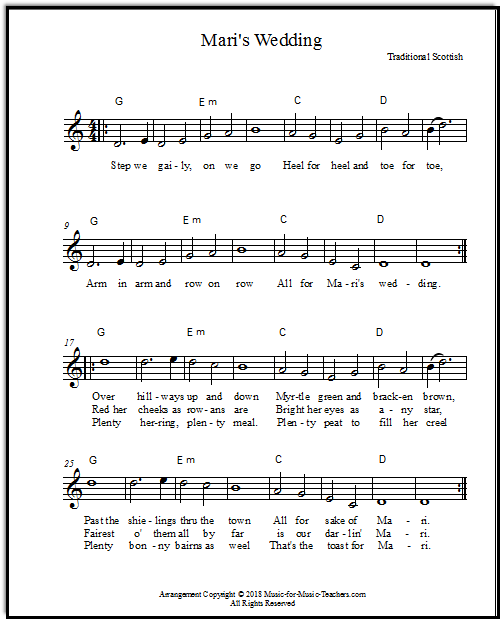 Mari's Wedding
Traditional Scottish
G Em C D
4/4
Step we gai - ly, on we go Heel for heel and toe for toe,
9 G Em C D
Arm in arm and row on row All for Ma - ri's wed - ding.
17 G Em C D
Over hill - ways up and down Myr-tle green and brack-en brown,
Red her cheeks as row - ans are Bright her eyes as a - ny star,
Plenty her-ring, plen - ty meal. Plen - ty peat to fill her creel
25 G Em C D
Past the shie - lings thru the town All for sake of Ma - ri.
Fairest o' them all by far is our dar - lin' Ma - ri.
Plenty bon - ny bairns as weel That's the toast for Ma - ri.
Arrangement Copyright © 2018 Music-for-Music-Teachers.com
All Rights Reserved